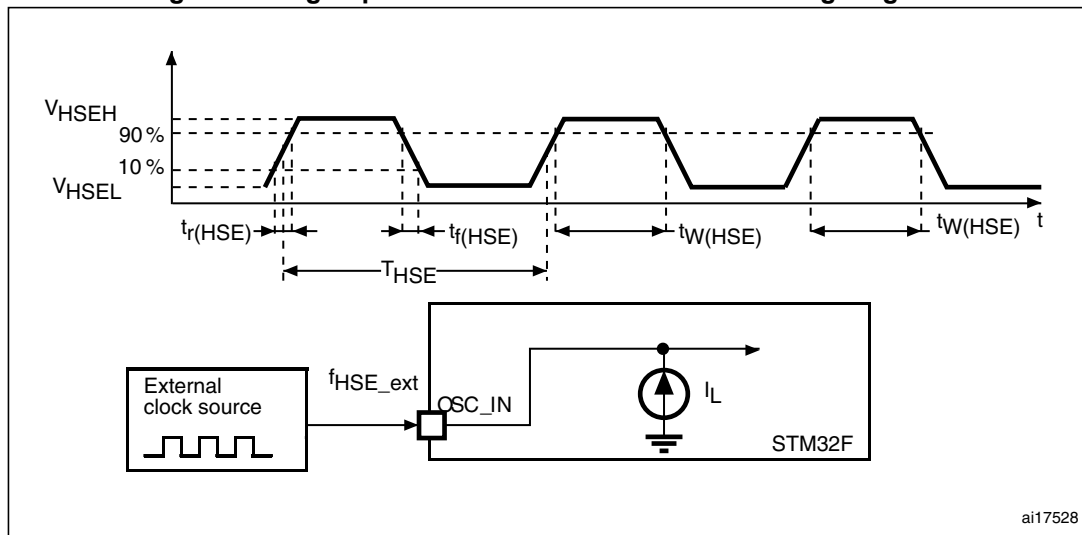 VHSEH
90 %
10 %
VHSEL
tr(HSE)
tf(HSE)
tW(HSE)
tW(HSE)
t
THSE
External
clock source
fHSE_ext
OSC_IN
IL
STM32F
ai17528